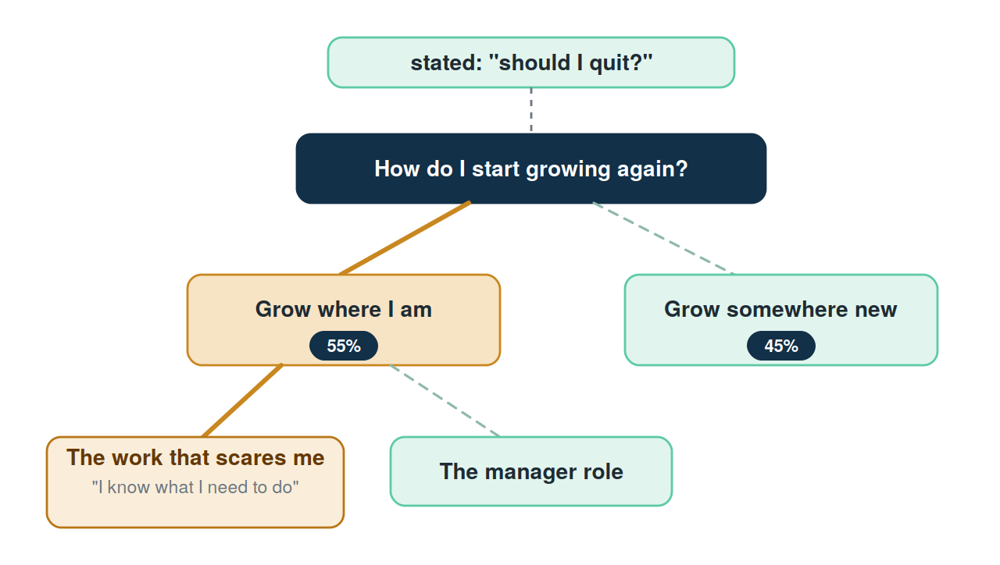 stated: "should I quit?"
How do I start growing again?
Grow where I am
55%
Grow somewhere new
45%
The work that scares me
"I know what I need to do"
The manager role